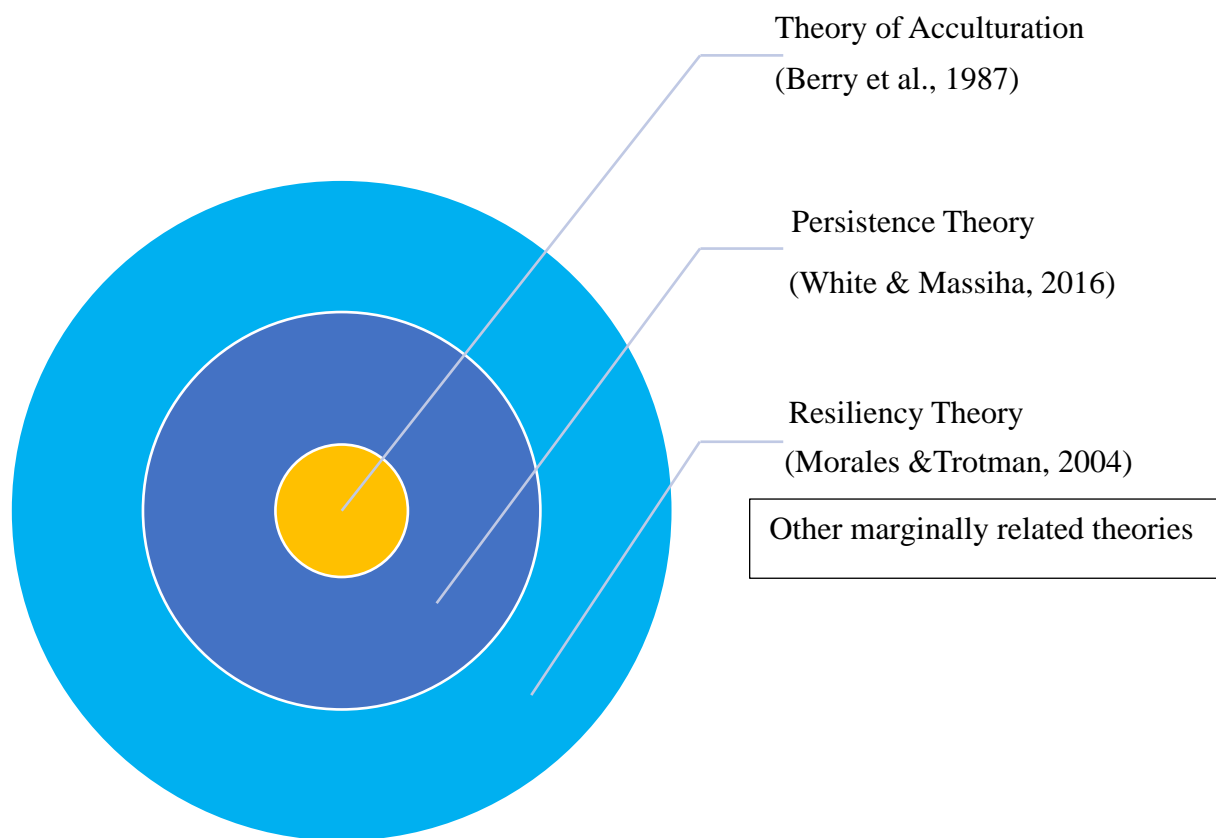 Theory of Acculturation
(Berry et al., 1987)
Persistence Theory
(White & Massiha, 2016)
Resiliency Theory
(Morales &Trotman, 2004)
Other marginally related theories